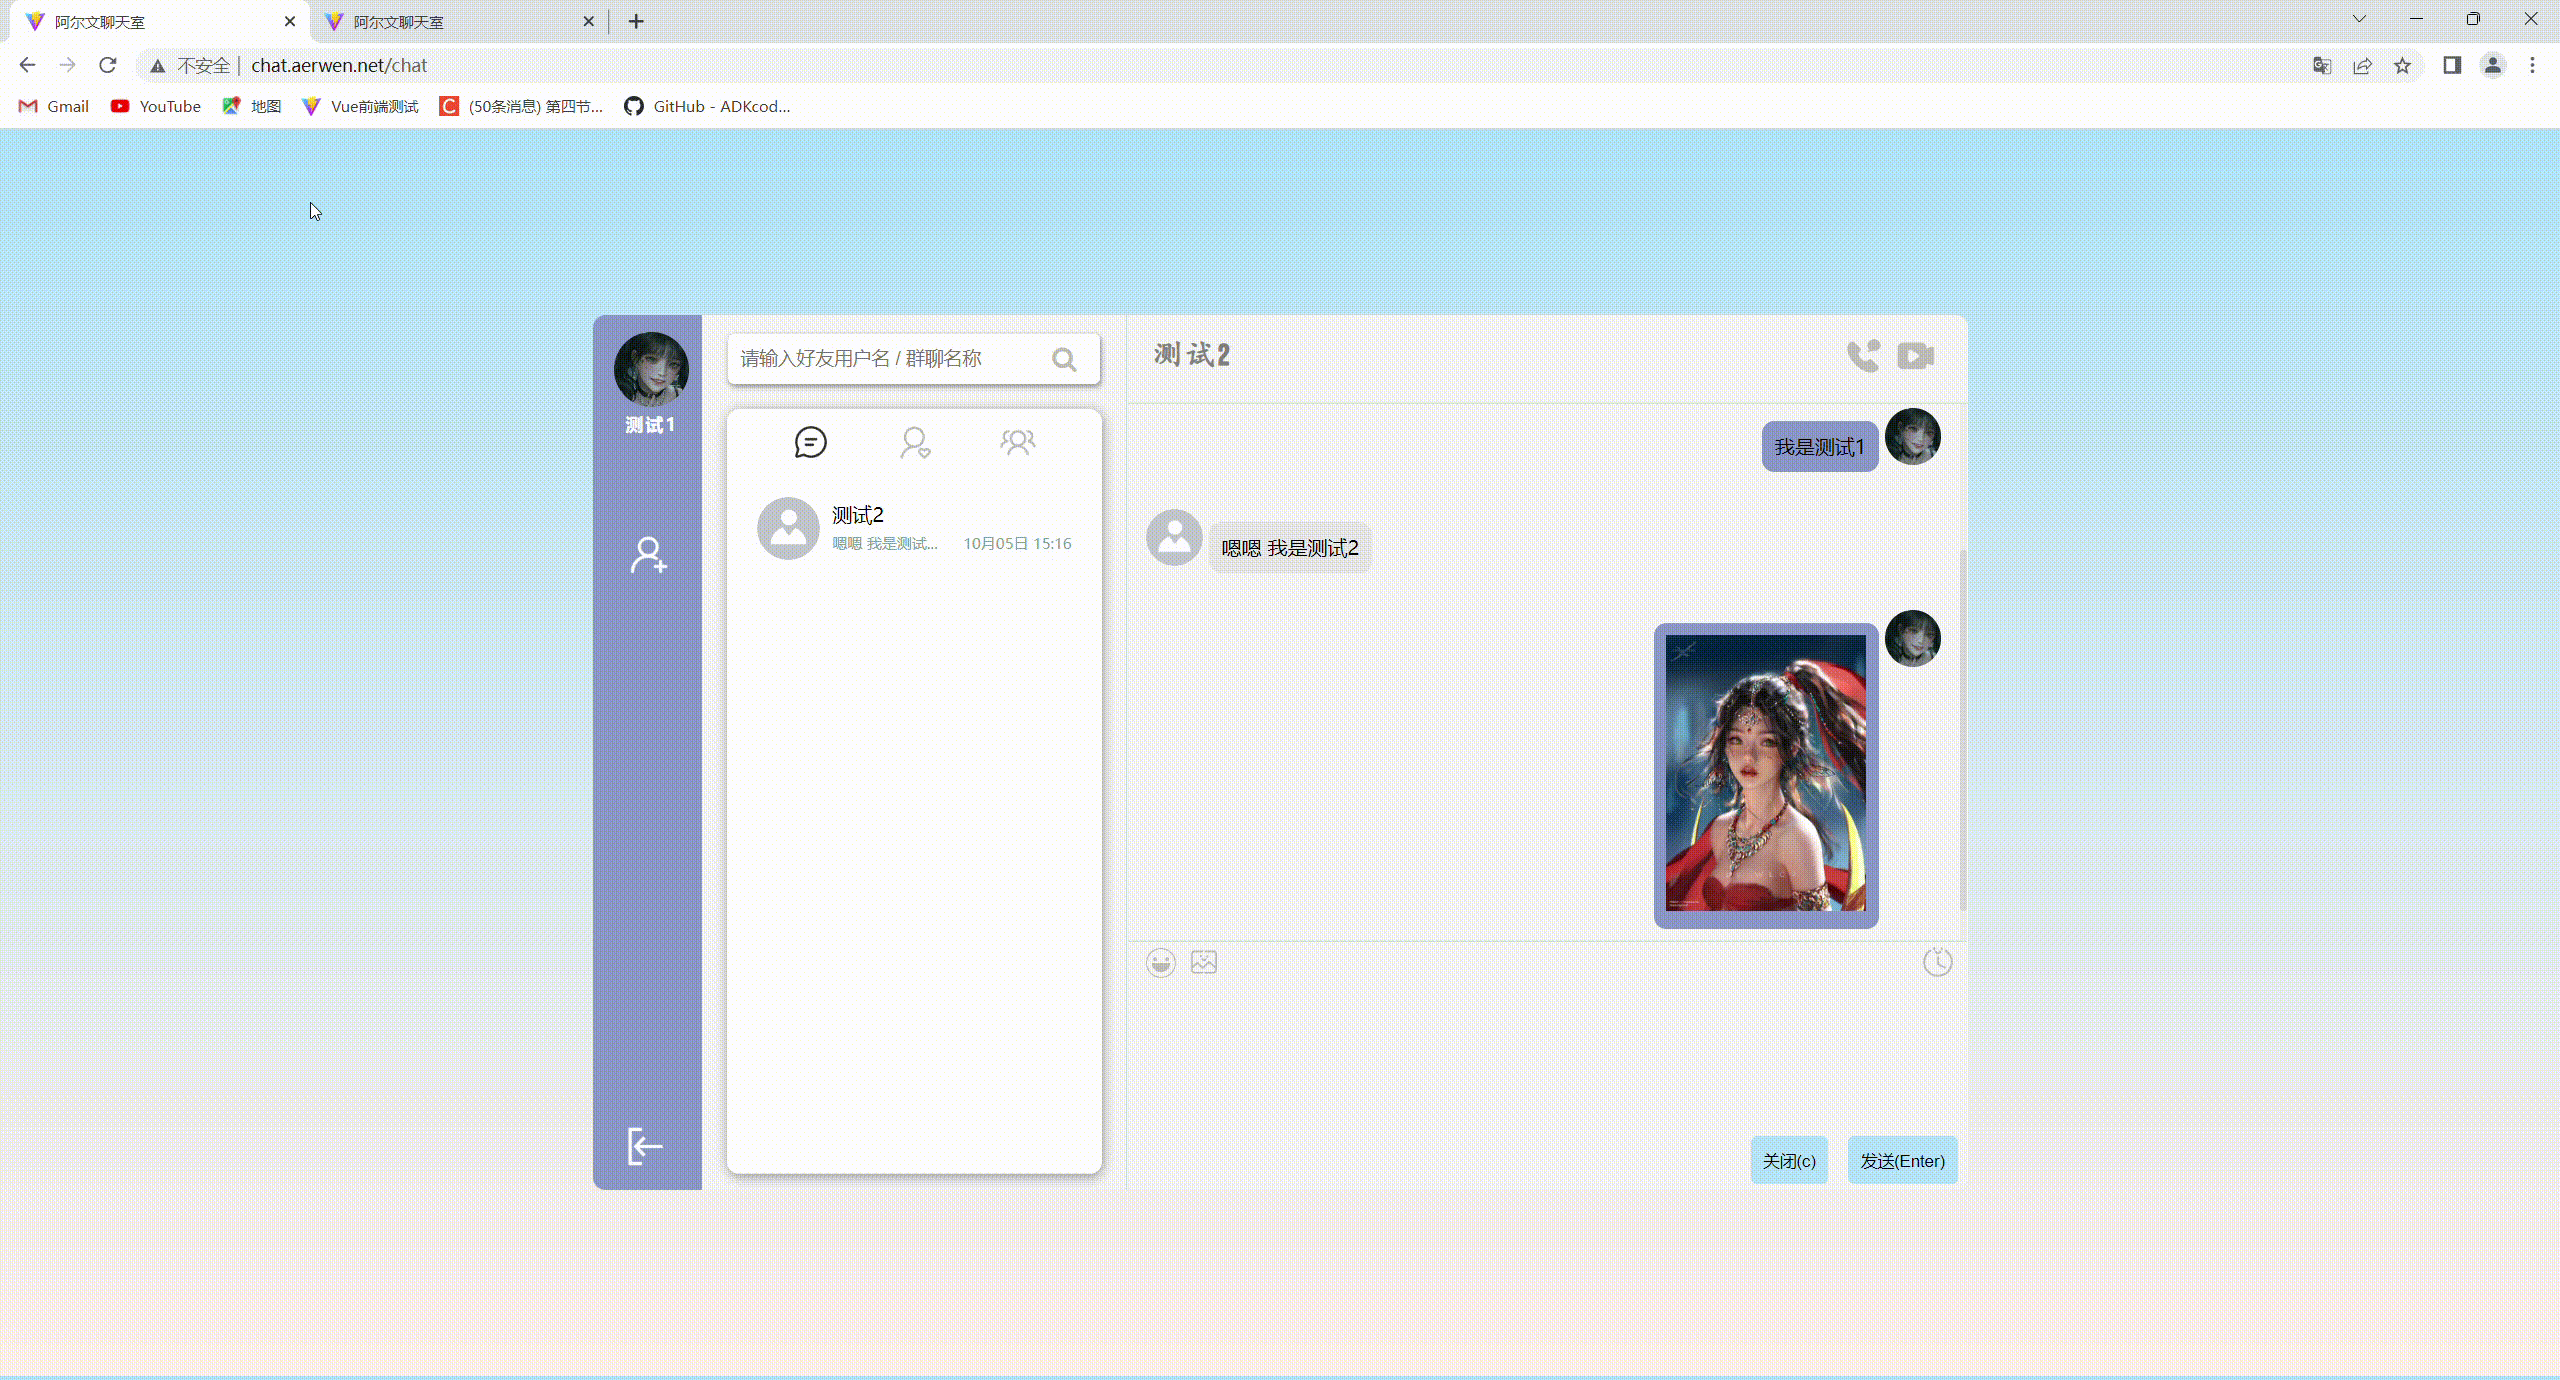 阿尔文聊天室
阿尔文聊天室
不安全 | chat.aerwen.net/chat
Gmail
YouTube
地图
Vue前端测试
(50条消息) 第四节...
GitHub - ADKcod...
测试1
请输入好友用户名 / 群聊名称
测试2
嗯嗯 我是测试...
10月05日 15:16
测试2
我是测试1
嗯嗯 我是测试2
关闭(c)
发送(Enter)